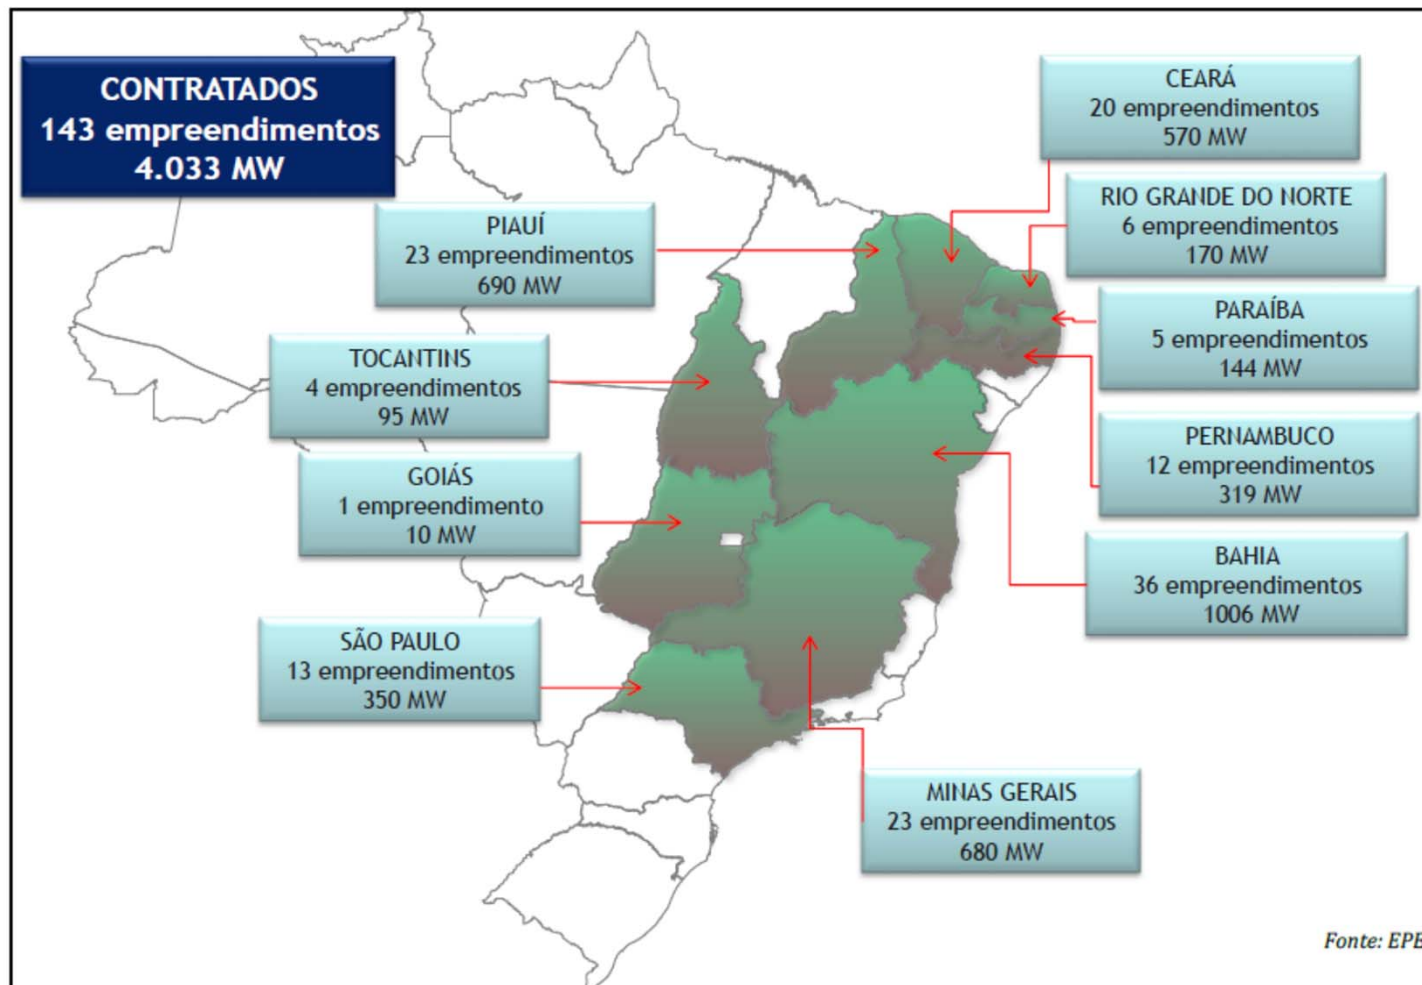 CONTRATADOS
143 empreendimentos
4.033 MW
CEARÁ
20 empreendimentos
570 MW
RIO GRANDE DO NORTE
6 empreendimentos
170 MW
PIAUÍ
23 empreendimentos
690 MW
PARAÍBA
5 empreendimentos
144 MW
TOCANTINS
4 empreendimentos
95 MW
PERNAMBUCO
12 empreendimentos
319 MW
GOIÁS
1 empreendimento
10 MW
BAHIA
36 empreendimentos
1006 MW
SÃO PAULO
13 empreendimentos
350 MW
MINAS GERAIS
23 empreendimentos
680 MW
Fonte: EPE